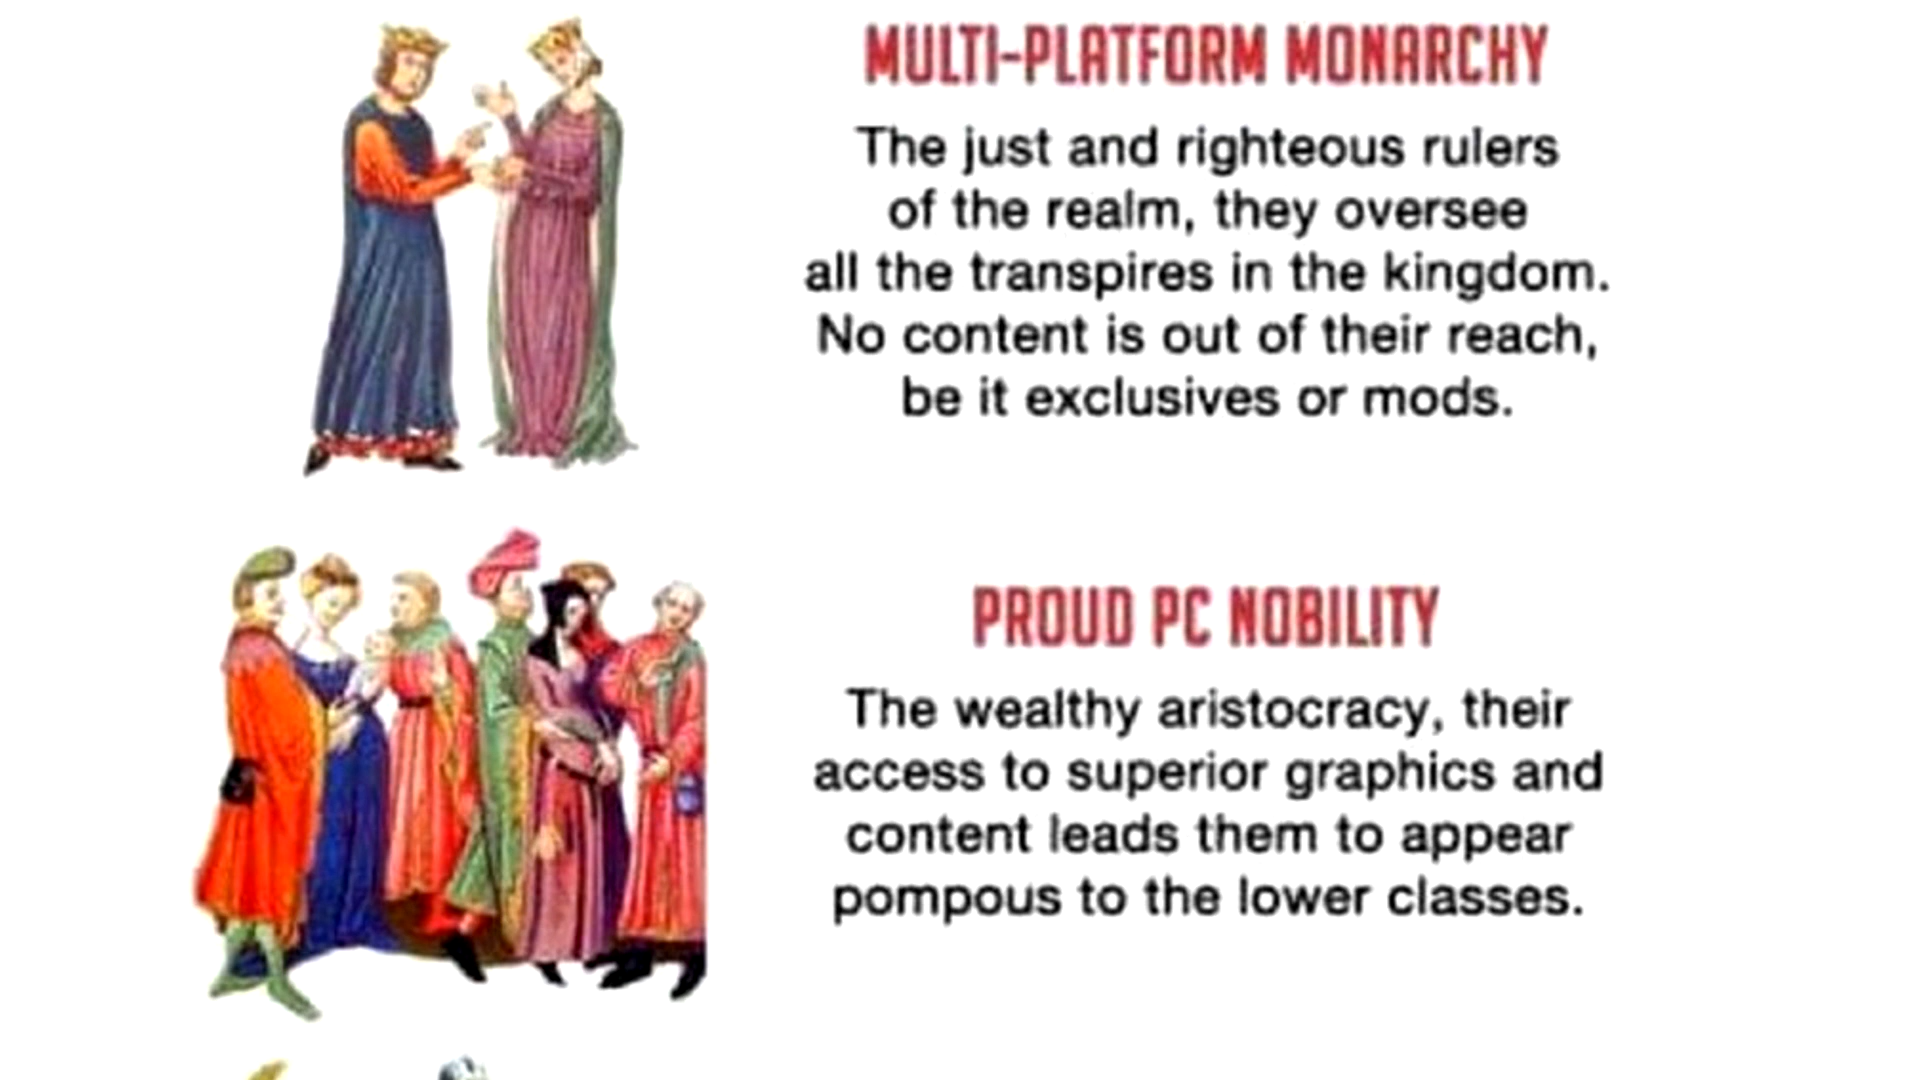 MULTI-PLATFORM MONARCHY
The just and righteous rulers
of the realm, they oversee
all the transpires in the kingdom.
No content is out of their reach,
be it exclusives or mods.
PROUD PC NOBILITY
The wealthy aristocracy, their
access to superior graphics and
content leads them to appear
pompous to the lower classes.